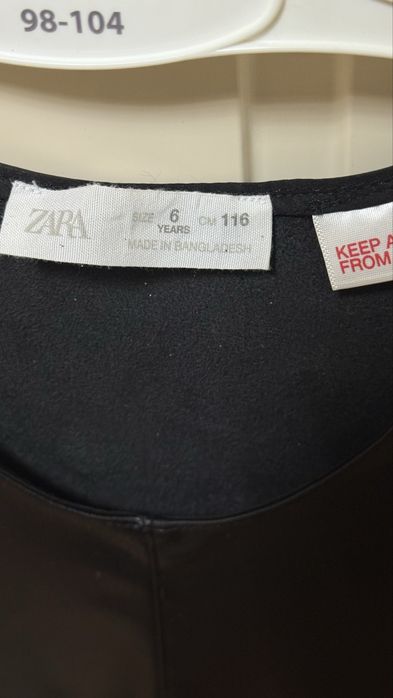 98-104
ZARA
SIZE 6 CM 116
YEARS
MADE IN BANGLADESH
KEEP
FROM